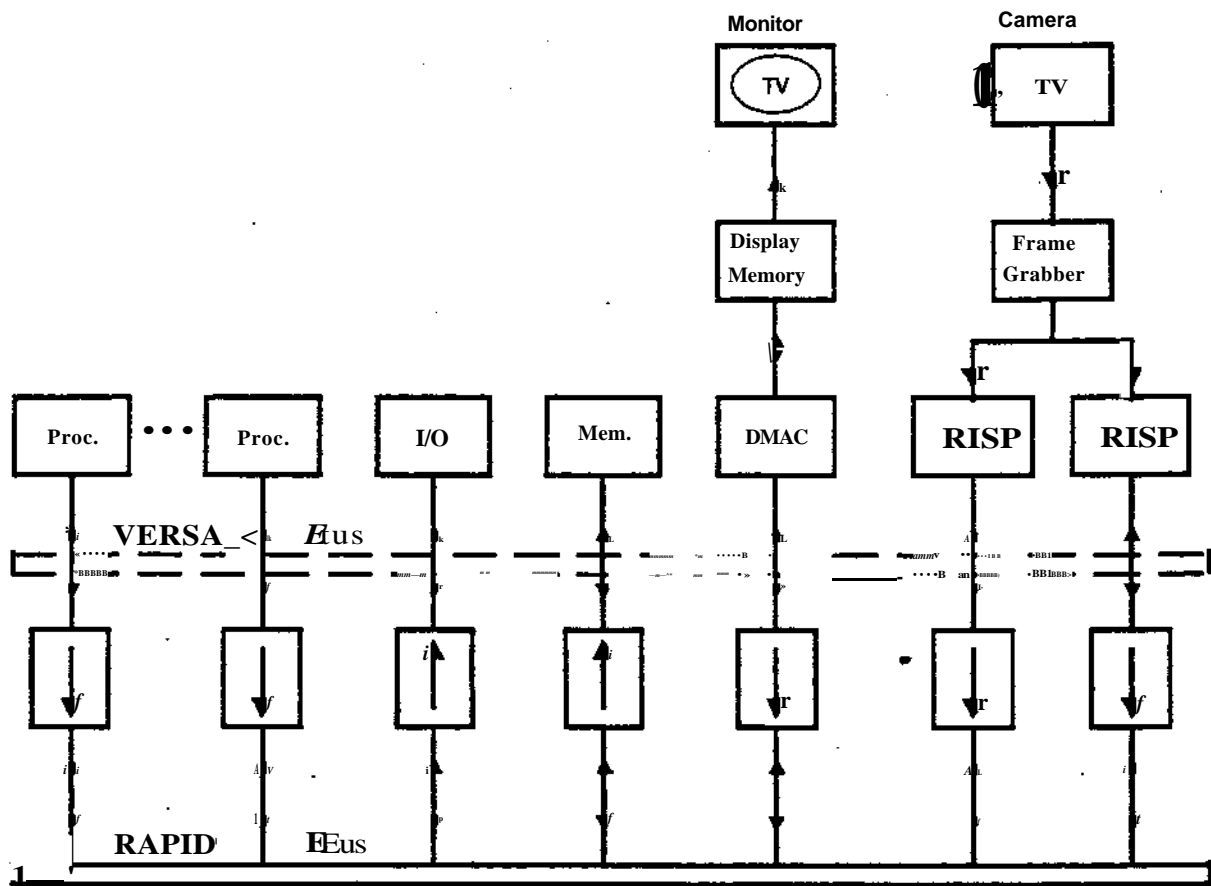 Monitor
Camera
TV
TV
Display
Memory
Frame
Grabber
Proc.
Proc.
I/O
Mem.
DMAC
RISP
RISP
VERSA
RAPID